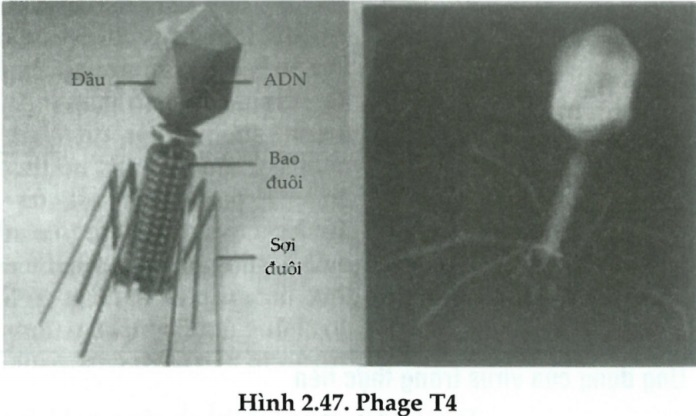 Đầu
ADN
Bao
đuôi
Sợi
đuôi
Hình 2.47. Phage T4